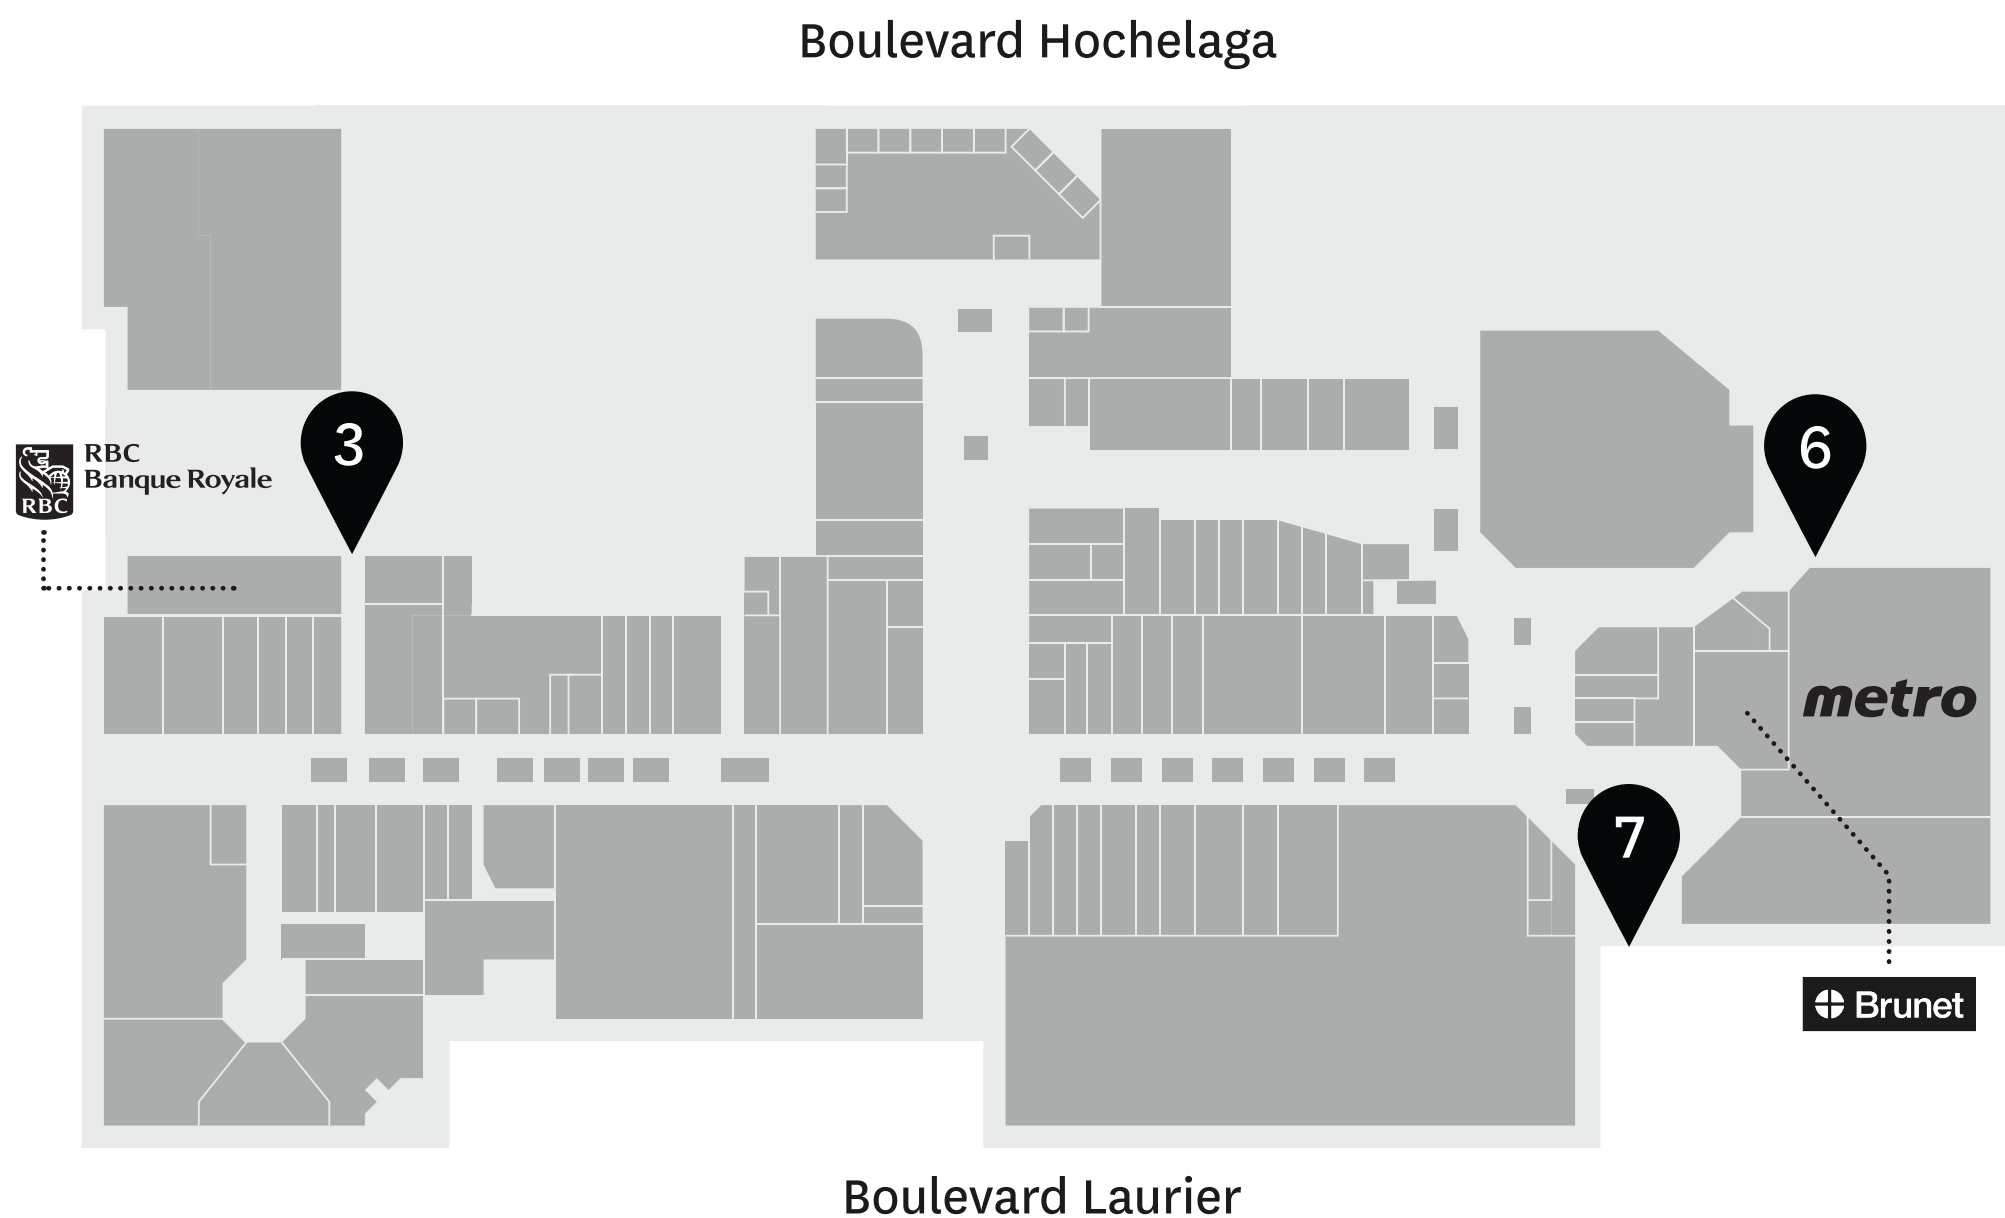 Boulevard Hochelaga
3
6
RBC
Banque Royale
RBC
metro
7
Brunet
Boulevard Laurier